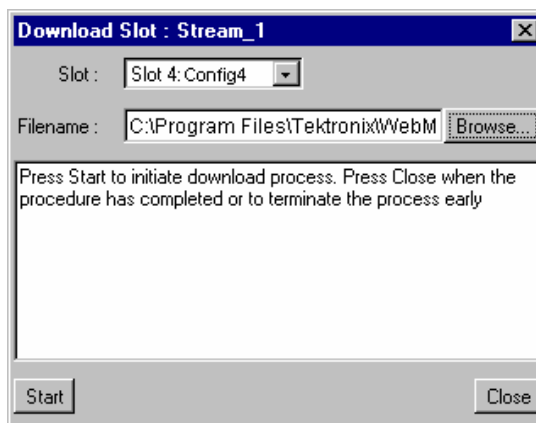 Download Slot : Stream_1
Slot : Slot 4: Config4
Filename : C:\Program Files\Tektronix\WebM Browse...
Press Start to initiate download process. Press Close when the
procedure has completed or to terminate the process early
Start Close